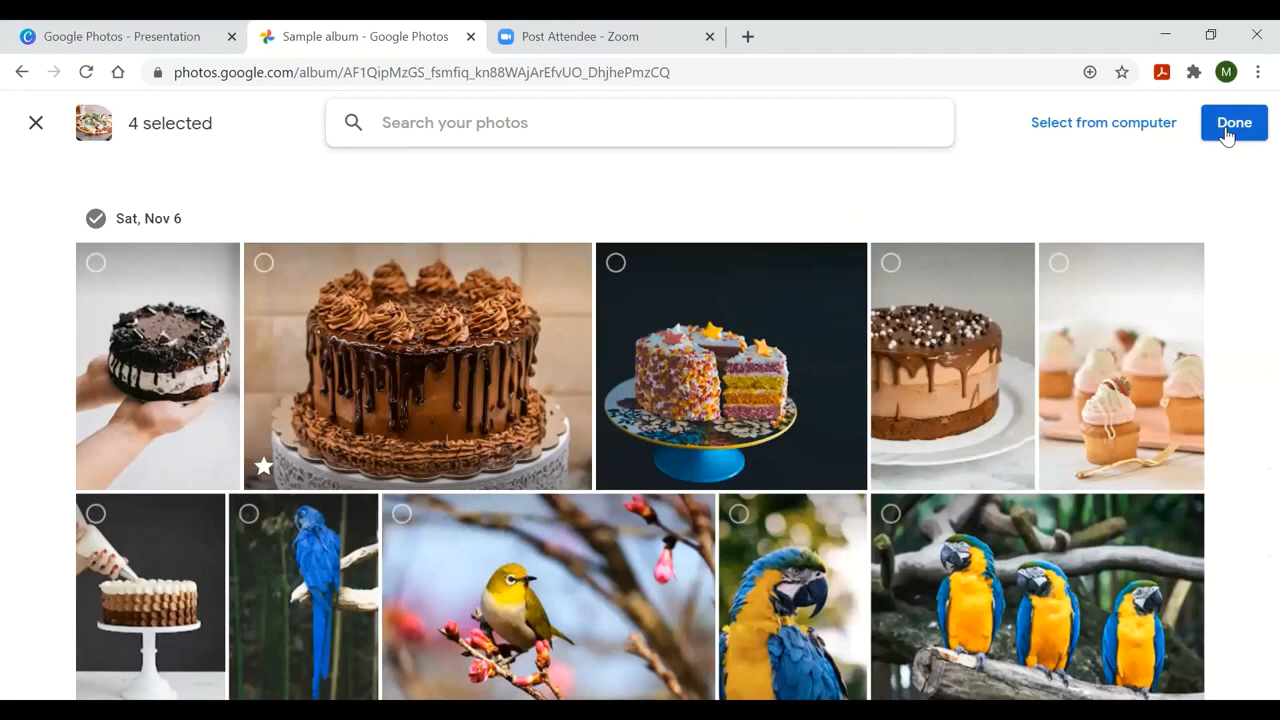 Google Photos - Presentation
Sample album - Google Photos
Post Attendee - Zoom
photos.google.com/album/AF1QipMzGS_fsmfiq_kn88WAjArEfvUO_DhjhePmzCQ
M
4 selected
Search your photos
Select from computer
Done
Sat, Nov 6